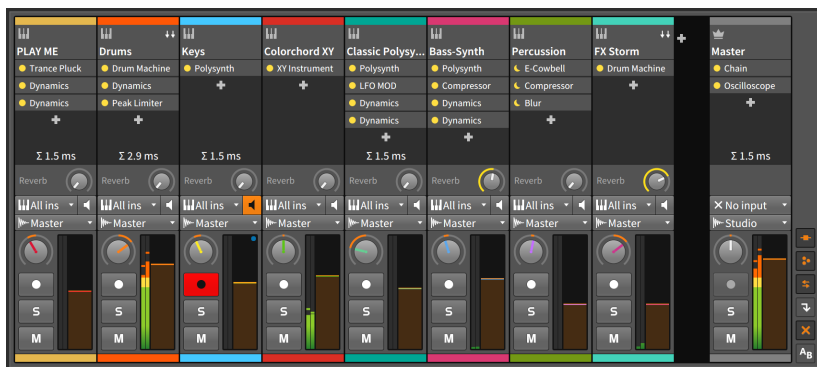 PLAY ME
Drums
Keys
Colorchord XY
Classic Polysy...
Bass-Synth
Percussion
FX Storm
Master
Trance Pluck
Drum Machine
Polysynth
XY Instrument
Polysynth
Polysynth
E-Cowbell
Drum Machine
Chain
Dynamics
Dynamics
LFO MOD
Compressor
Compressor
Oscilloscope
Dynamics
Peak Limiter
Dynamics
Dynamics
Blur
Dynamics
Dynamics
Σ 1.5 ms
Σ 2.9 ms
Σ 1.5 ms
Σ 1.5 ms
Σ 1.5 ms
Reverb
Reverb
Reverb
Reverb
Reverb
Reverb
Reverb
Reverb
All ins
All ins
All ins
All ins
All ins
All ins
All ins
All ins
No input
Master
Master
Master
Master
Master
Master
Master
Master
Studio
S
S
S
S
S
S
S
S
S
M
M
M
M
M
M
M
M
M
AB